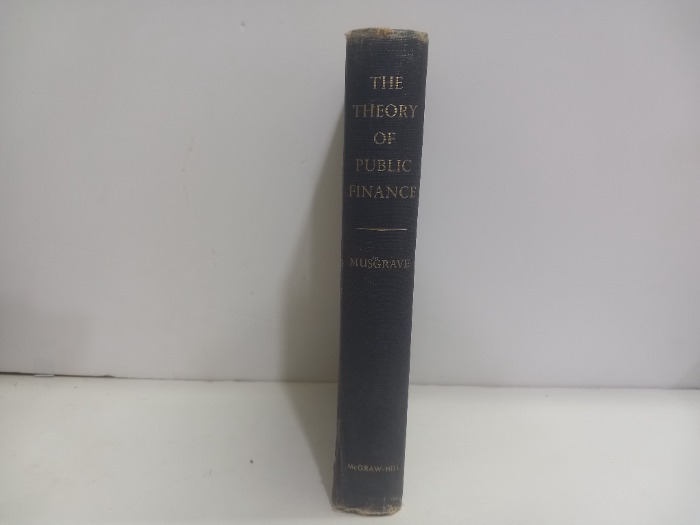 THE
THEORY
OF
PUBLIC
FINANCE
MUSGRAVE
McGRAW-HILL